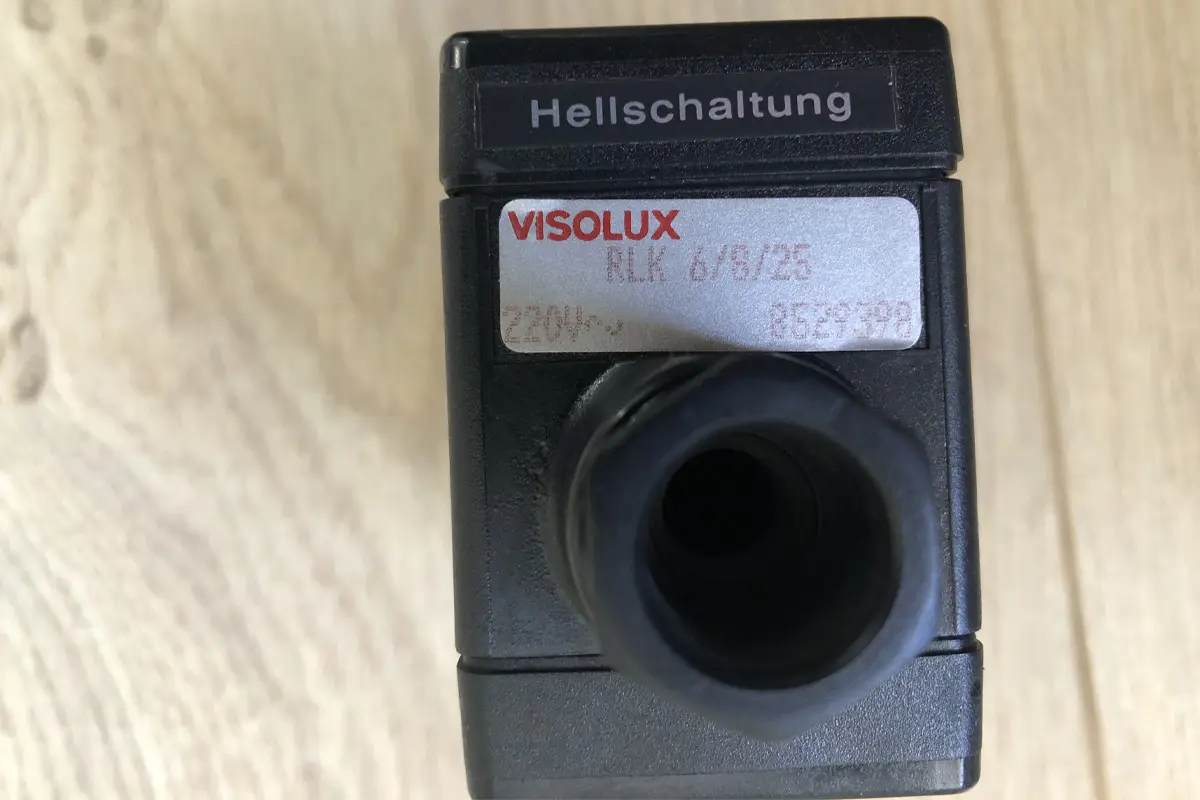 Hellschaltung
VISOLUX
RLK 6/8/25
220V~ 8529398